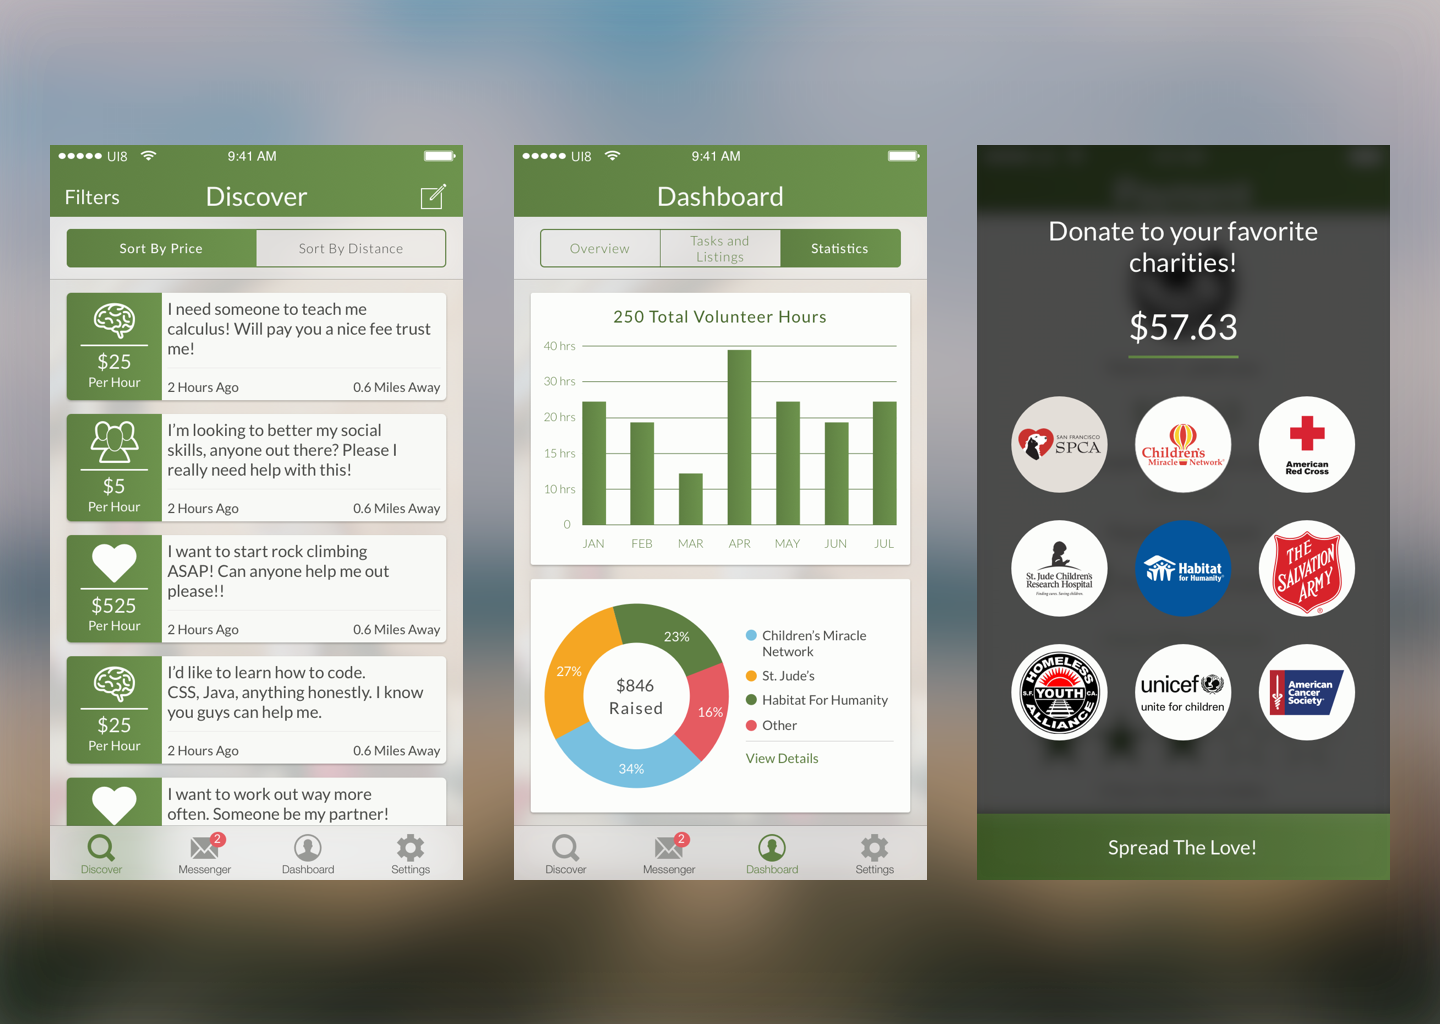 UI8
9:41 AM
Filters
Discover
Sort By Price
Sort By Distance
$25
Per Hour
I need someone to teach me
calculus! Will pay you a nice fee trust
me!
2 Hours Ago
0.6 Miles Away
$5
Per Hour
I'm looking to better my social
skills, anyone out there? Please I
really need help with this!
2 Hours Ago
0.6 Miles Away
$525
Per Hour
I want to start rock climbing
ASAP! Can anyone help me out
please!!
2 Hours Ago
0.6 Miles Away
$25
Per Hour
I'd like to learn how to code.
CSS, Java, anything honestly. I know
you guys can help me.
2 Hours Ago
0.6 Miles Away
I want to work out way more
often. Someone be my partner!
2
Discover
Messenger
Dashboard
Settings
UI8
9:41 AM
Dashboard
Overview
Tasks and
Listings
Statistics
250 Total Volunteer Hours
40 hrs
30 hrs
20 hrs
15 hrs
10 hrs
0
JAN
FEB
MAR
APR
MAY
JUN
JUL
23%
27%
16%
34%
$846
Raised
Children's Miracle
Network
St. Jude's
Habitat For Humanity
Other
View Details
2
Discover
Messenger
Dashboard
Settings
Donate to your favorite
charities!
$57.63
SAN FRANCISCO
SPCA
Children's
Miracle Network
American
Red Cross
St. Jude Children's
Research Hospital
Finding cures. Saving children.
Habitat
for Humanity
THE
SALVATION
ARMY
HOMELESS
S.F. YOUTH CA.
ALLIANCE
unicef
unite for children
American
Cancer
Society
Spread The Love!